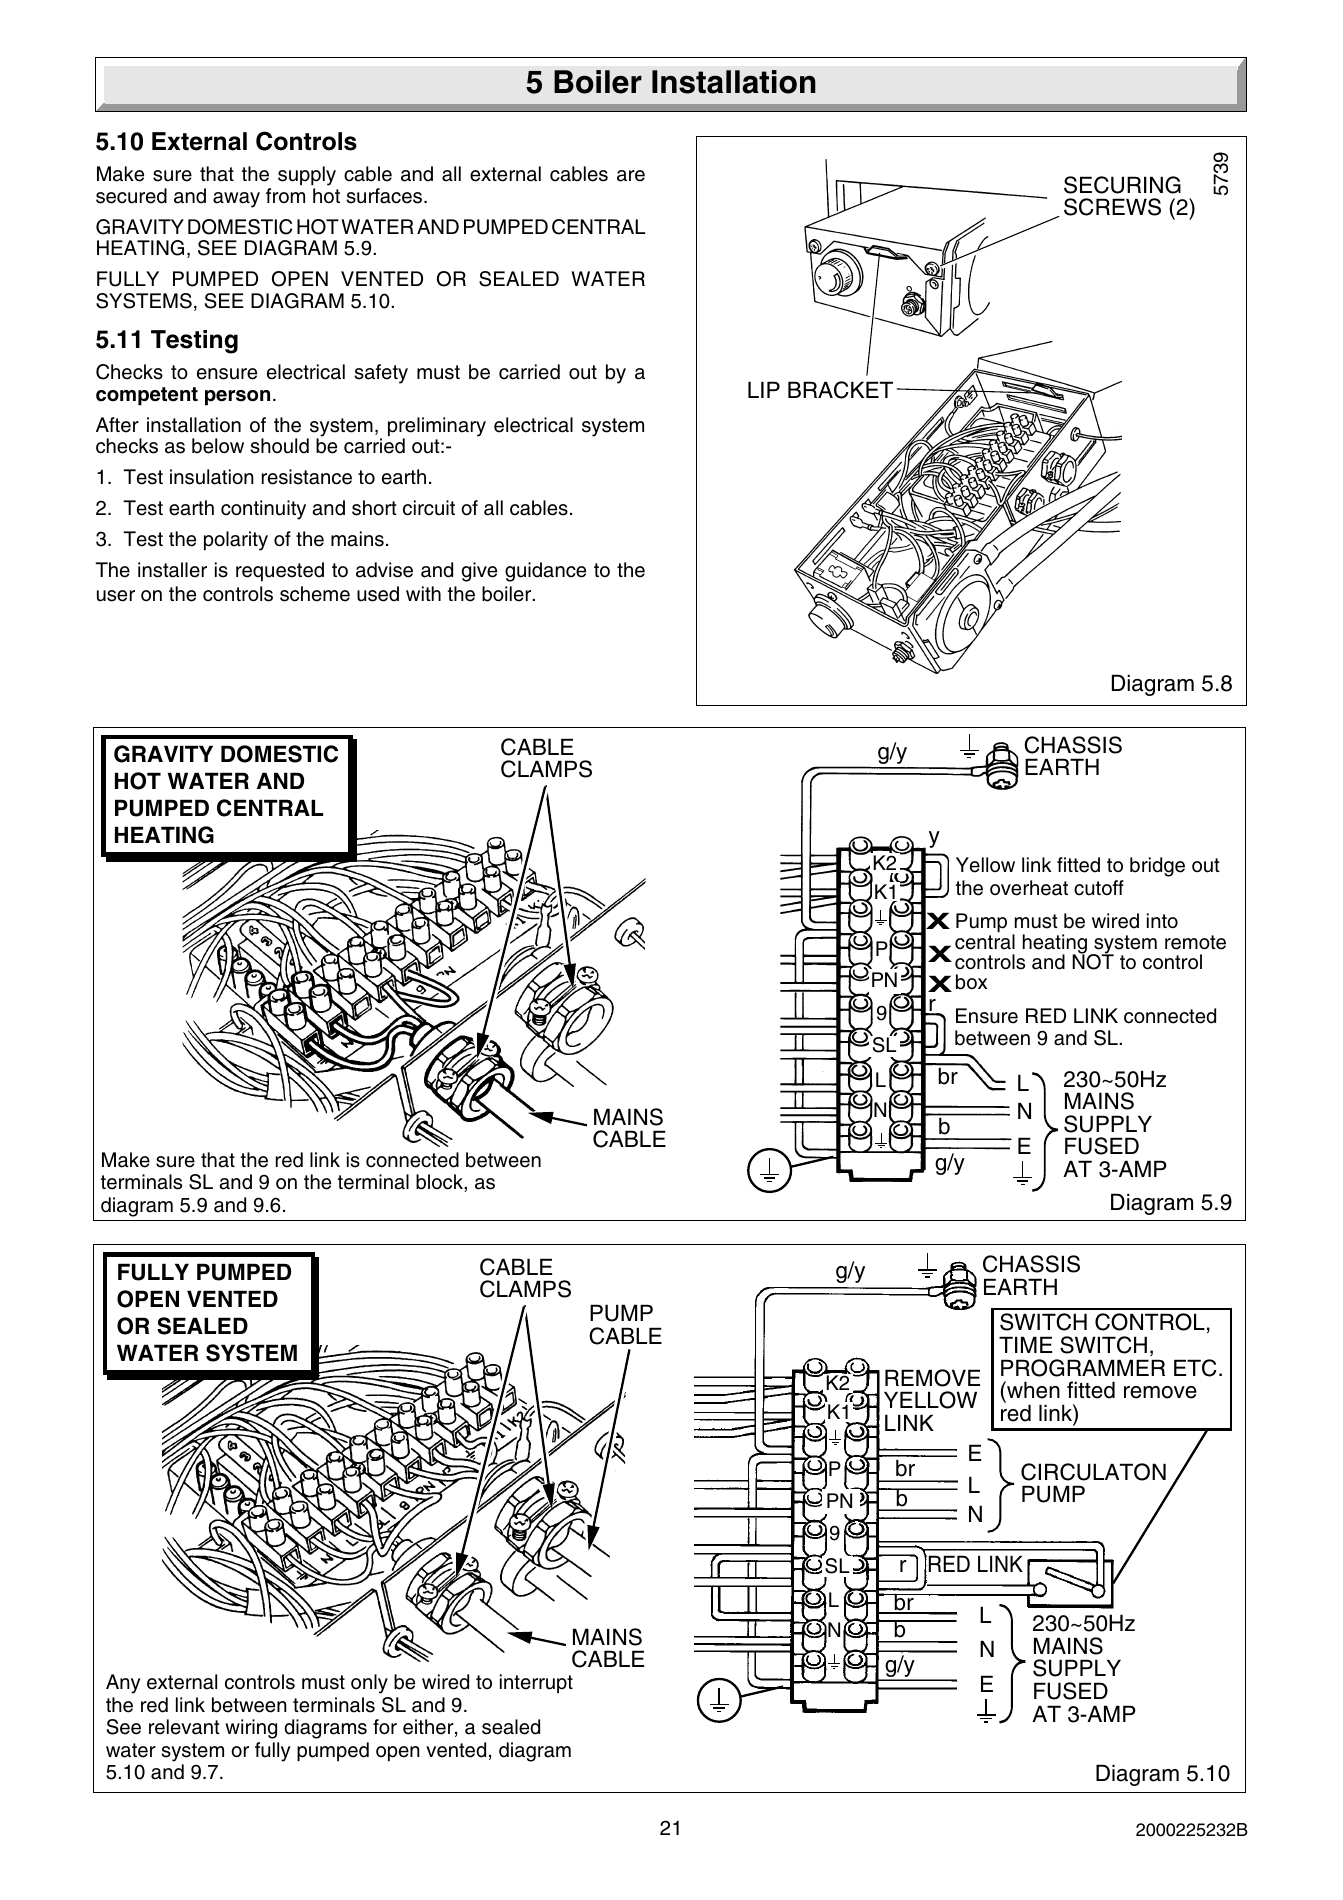 5 Boiler Installation
5.10 External Controls
Make sure that the supply cable and all external cables are
secured and away from hot surfaces.
GRAVITY DOMESTIC HOT WATER AND PUMPED CENTRAL
HEATING, SEE DIAGRAM 5.9.
FULLY PUMPED OPEN VENTED OR SEALED WATER
SYSTEMS, SEE DIAGRAM 5.10.
5.11 Testing
Checks to ensure electrical safety must be carried out by a
competent person.
After installation of the system, preliminary electrical system
checks as below should be carried out:-
1. Test insulation resistance to earth.
2. Test earth continuity and short circuit of all cables.
3. Test the polarity of the mains.
The installer is requested to advise and give guidance to the
user on the controls scheme used with the boiler.
5739
SECURING
SCREWS (2)
LIP BRACKET
Diagram 5.8
GRAVITY DOMESTIC
HOT WATER AND
PUMPED CENTRAL
HEATING
CABLE
CLAMPS
MAINS
CABLE
Make sure that the red link is connected between
terminals SL and 9 on the terminal block, as
diagram 5.9 and 9.6.
g/y
CHASSIS
EARTH
y
K2
K1
P
PN
9
SL
L
N
Yellow link fitted to bridge out
the overheat cutoff
X Pump must be wired into
X central heating system remote
controls and NOT to control
X box
r
Ensure RED LINK connected
between 9 and SL.
br
b
g/y
L
N
E
230~50Hz
MAINS
SUPPLY
FUSED
AT 3-AMP
Diagram 5.9
FULLY PUMPED
OPEN VENTED
OR SEALED
WATER SYSTEM
CABLE
CLAMPS
PUMP
CABLE
MAINS
CABLE
Any external controls must only be wired to interrupt
the red link between terminals SL and 9.
See relevant wiring diagrams for either, a sealed
water system or fully pumped open vented, diagram
5.10 and 9.7.
g/y
CHASSIS
EARTH
SWITCH CONTROL,
TIME SWITCH,
PROGRAMMER ETC.
(when fitted remove
red link)
K2
K1
P
PN
9
SL
L
N
REMOVE
YELLOW
LINK
E
br
L
b
N
CIRCULATON
PUMP
r
RED LINK
br
b
g/y
L
N
E
230~50Hz
MAINS
SUPPLY
FUSED
AT 3-AMP
Diagram 5.10
21
2000225232B